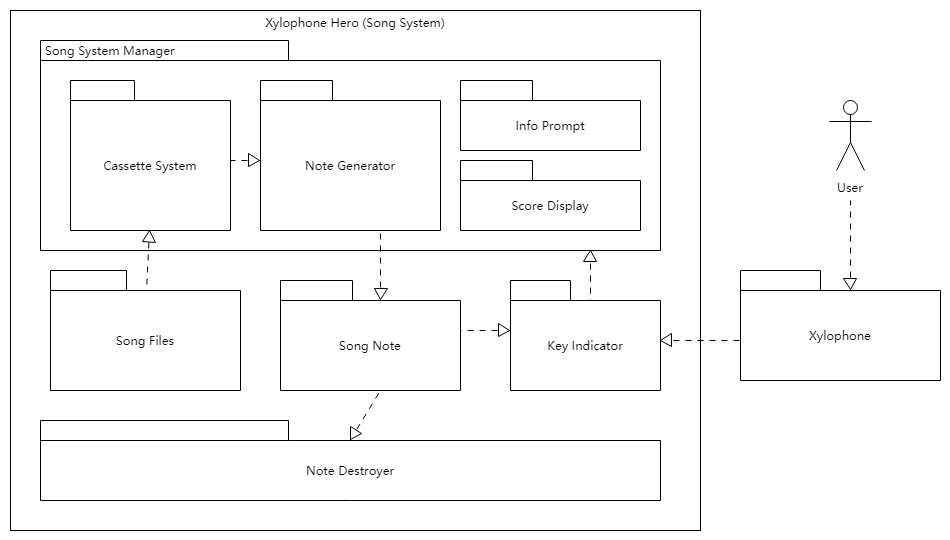 Xylophone Hero (Song System)
Song System Manager
Cassette System
Note Generator
Info Prompt
Score Display
User
Song Files
Song Note
Key Indicator
Xylophone
Note Destroyer